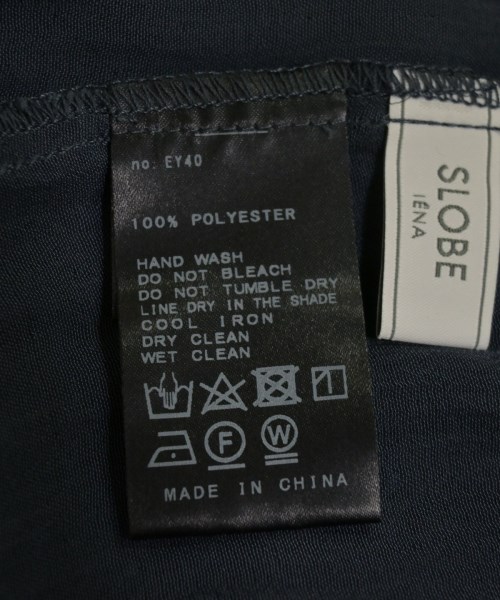 no: EY40
100% POLYESTER
HAND WASH
DO NOT BLEACH
DO NOT TUMBLE DRY
LINE DRY IN THE SHADE
COOL IRON
DRY CLEAN
WET CLEAN
F W
MADE IN CHINA
SLOBE
IÉNA